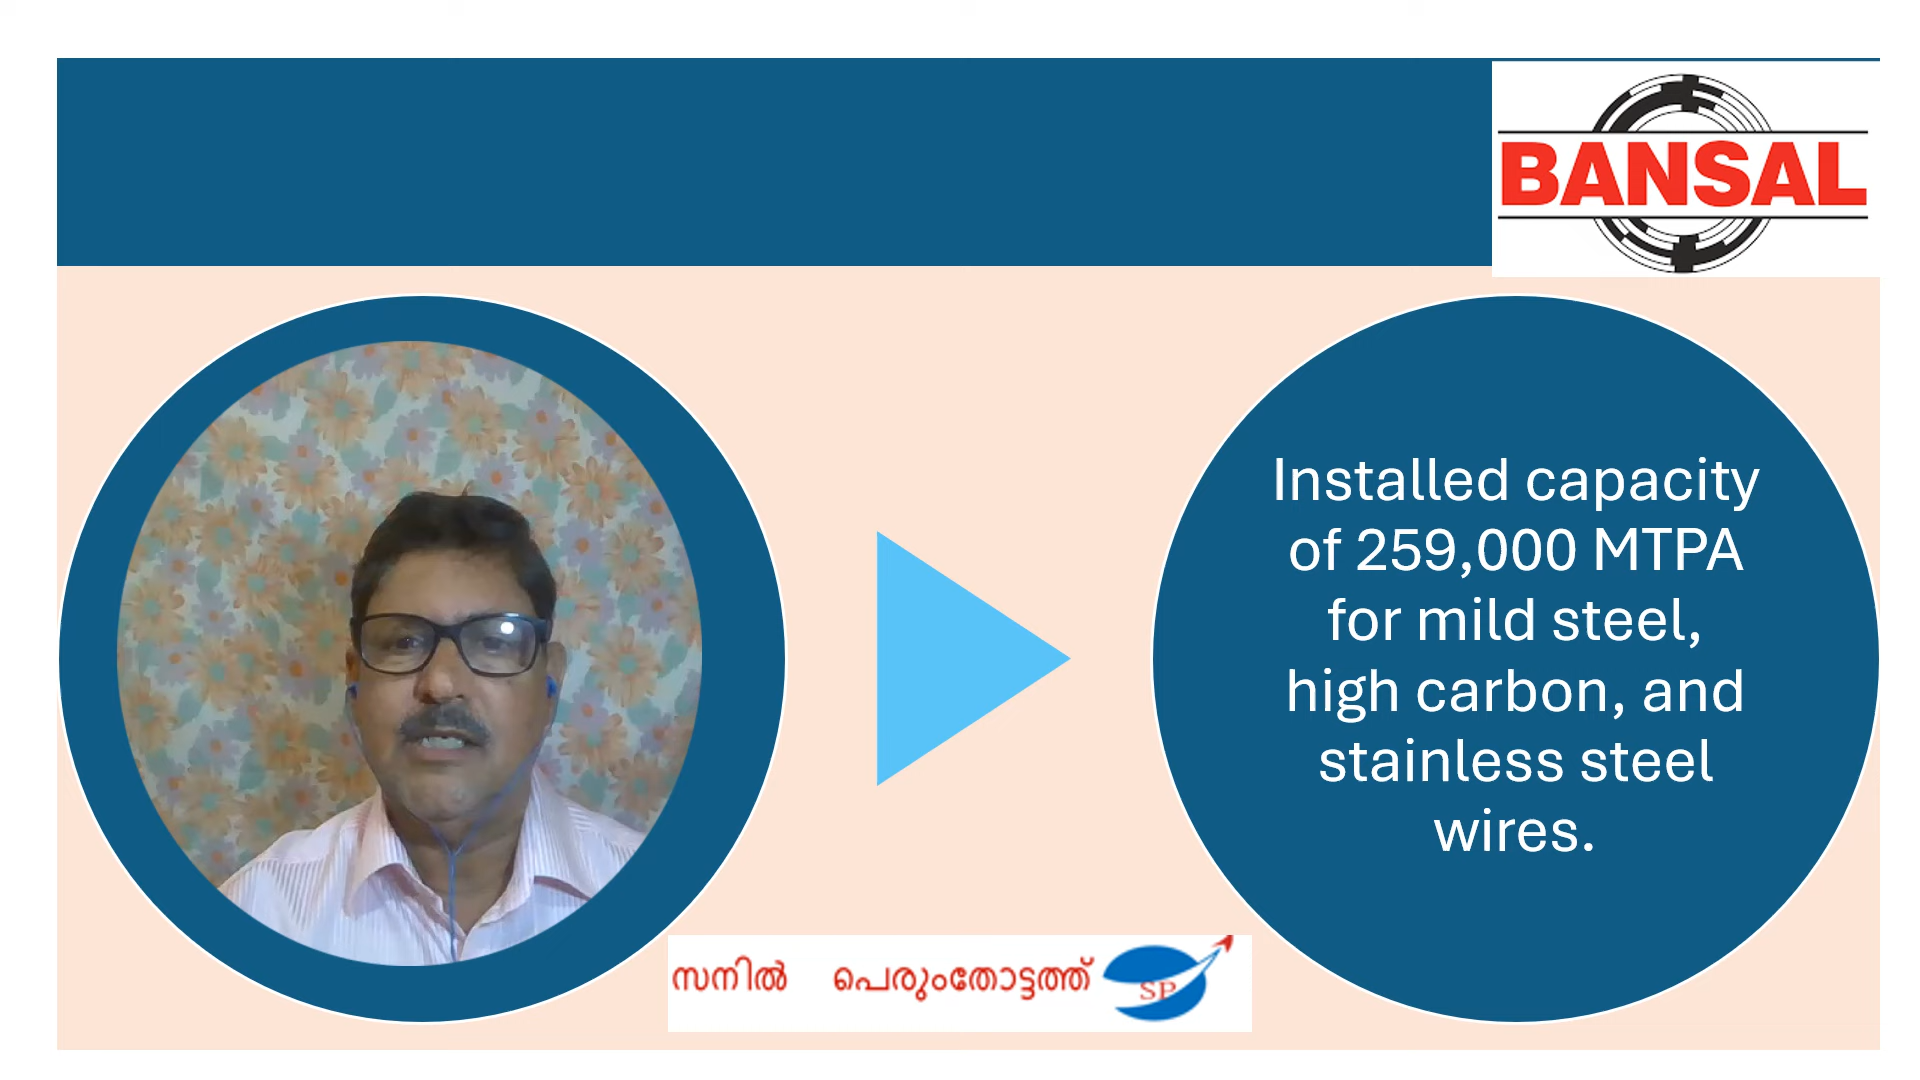 BANSAL
Installed capacity
of 259,000 MTPA
for mild steel,
high carbon, and
stainless steel
wires.
സനിൽ പെരുംതോട്ടത്ത്
SP